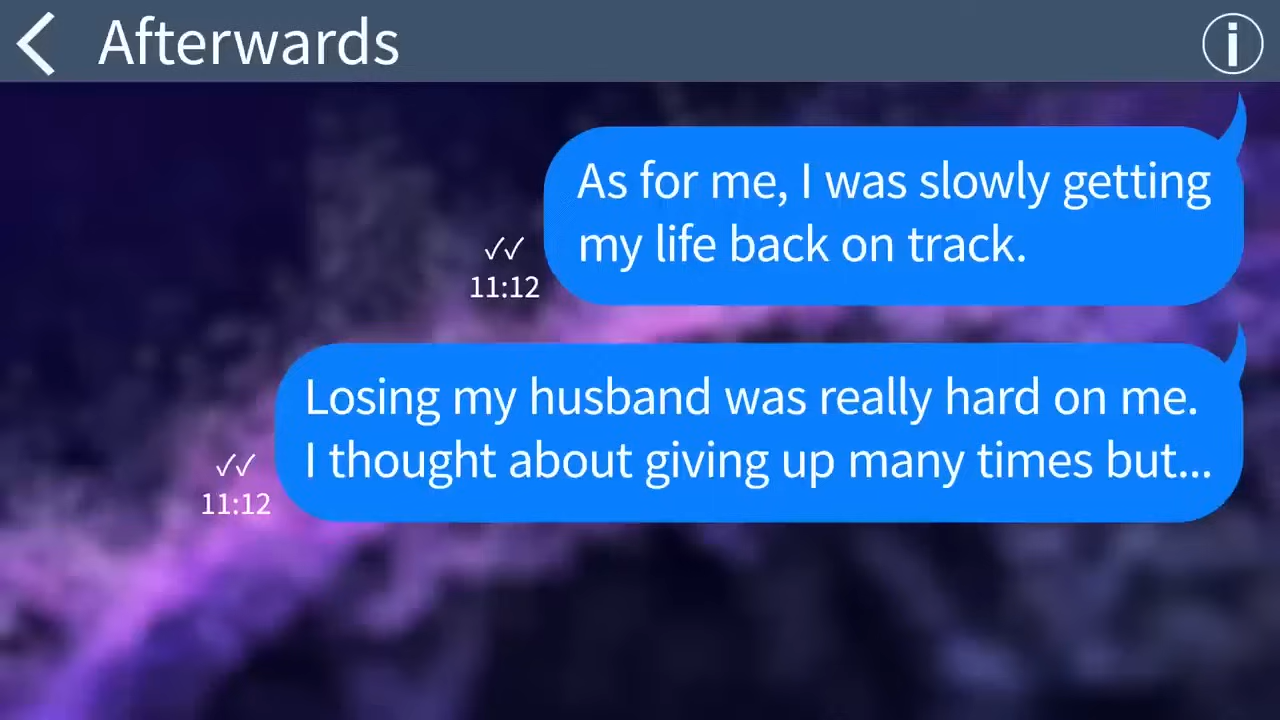 Afterwards
As for me, I was slowly getting
my life back on track.
✓✓
11:12
Losing my husband was really hard on me.
I thought about giving up many times but...
✓✓
11:12